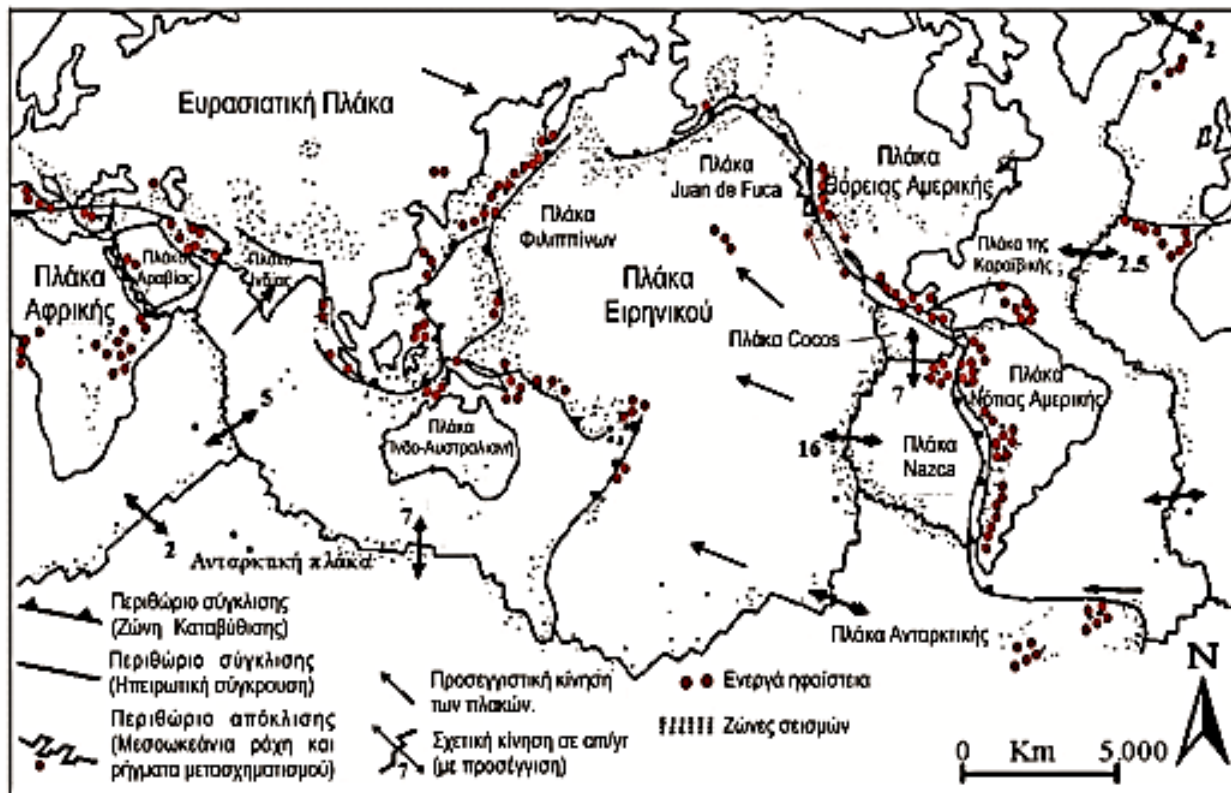 2
Ευρασιατική Πλάκα
Πλάκα
Juan de Fuca
Πλάκα
Βόρειας Αμερικής
Πλάκα
Φιλιππίνων
Πλάκα της
Καραϊβικής
2.5
Πλάκα
Αραβίας
Πλάκα
Ινδίας
Πλάκα
Αφρικής
Πλάκα
Ειρηνικού
Πλάκα Cocos
7
Πλάκα
Νότιας Αμερικής
5
Πλάκα
Ινδο-Αυστραλιανή
16
Πλάκα
Nazca
2
7
Ανταρκτική πλάκα
Πλάκα Ανταρκτικής
Περιθώριο σύγκλισης
(Ζώνη Καταβύθισης)
Περιθώριο σύγκλισης
(Ηπειρωτική σύγκρουση)
Περιθώριο απόκλισης
(Μεσοωκεάνια ράχη και
ρήγματα μετασχηματισμού)
Προσεγγιστική κίνηση
των πλακών.
7
Σχετική κίνηση σε cm/yr
(με προσέγγιση)
Ενεργά ηφαίστεια
Ζώνες σεισμών
N
0 Km 5.000